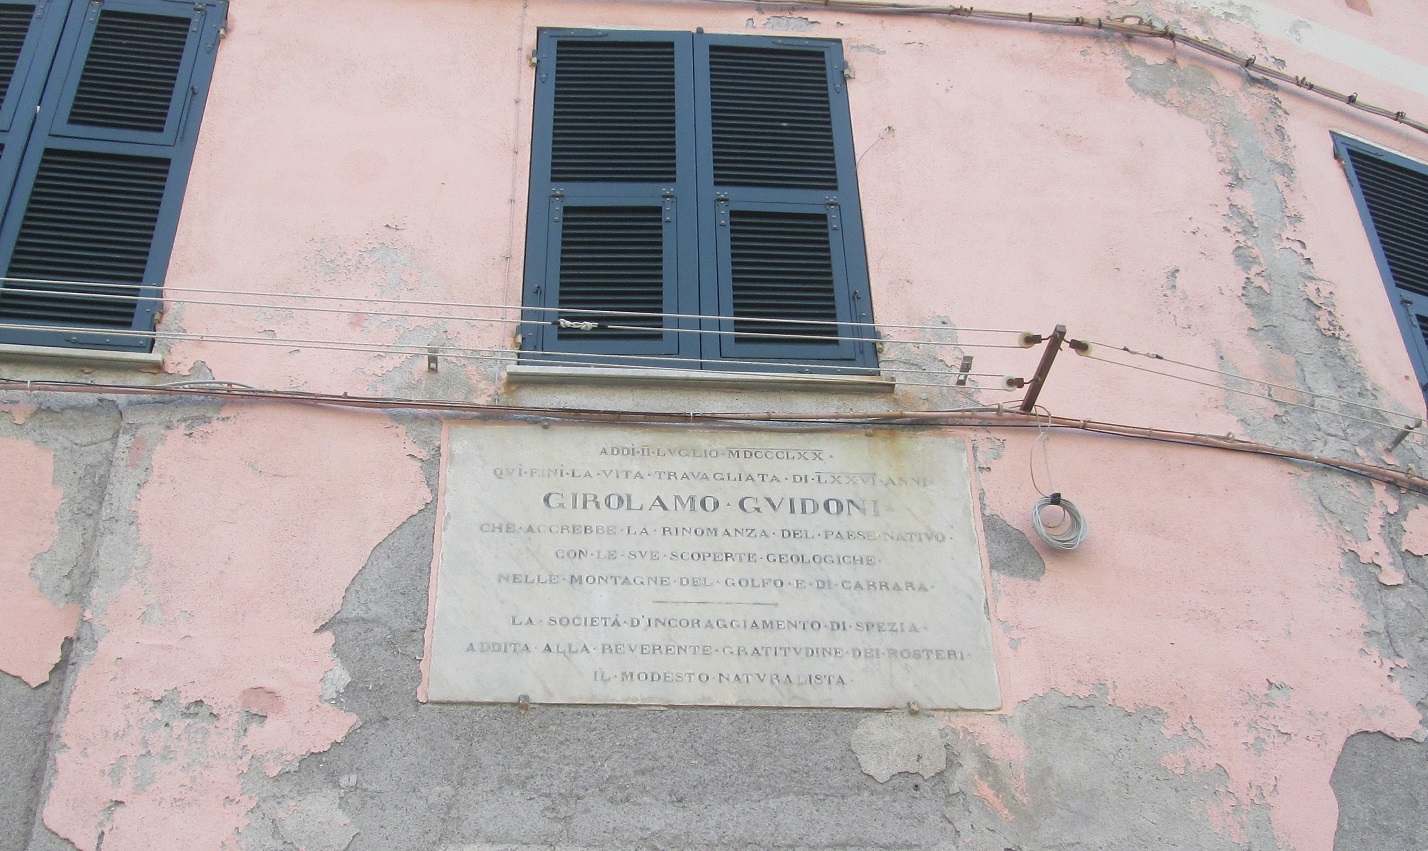 ADDÌ·II·LVGLIO·MDCCCLXX·
QVI·FINÌ·LA·VITA·TRAVAGLIATA·DI·LXXVI·ANNI·
GIROLAMO·GVIDONI·
CHE·ACCREBBE·LA·RINOMANZA·DEL·PAESE·NATIVO·
CON·LE·SVE·SCOPERTE·GEOLOGICHE·
NELLE·MONTAGNE·DEL·GOLFO·E·DI·CARRARA·
LA·SOCIETÀ·D'INCORAGGIAMENTO·DI·SPEZIA·
ADDITA·ALLA·REVERENTE·GRATITVDINE·DEI·POSTERI·
IL·MODESTO·NATVRALISTA·